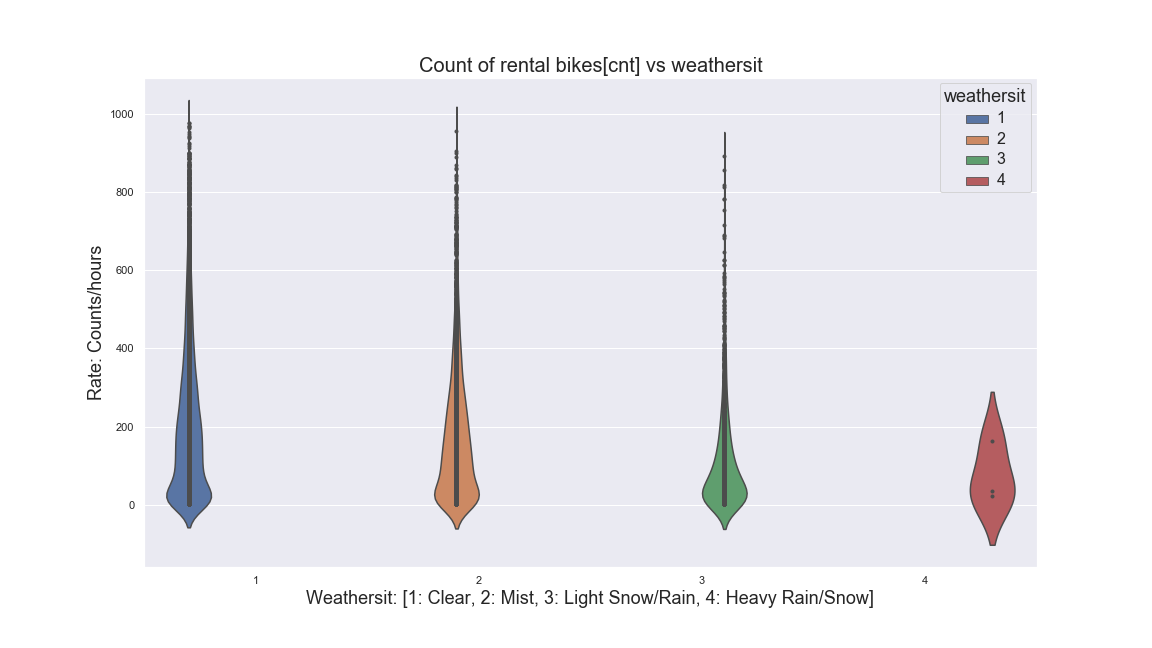 Count of rental bikes[cnt] vs weathersit
weathersit
1
2
3
4
1000
800
600
400
200
0
Rate: Counts/hours
1 2 3 4
Weathersit: [1: Clear, 2: Mist, 3: Light Snow/Rain, 4: Heavy Rain/Snow]